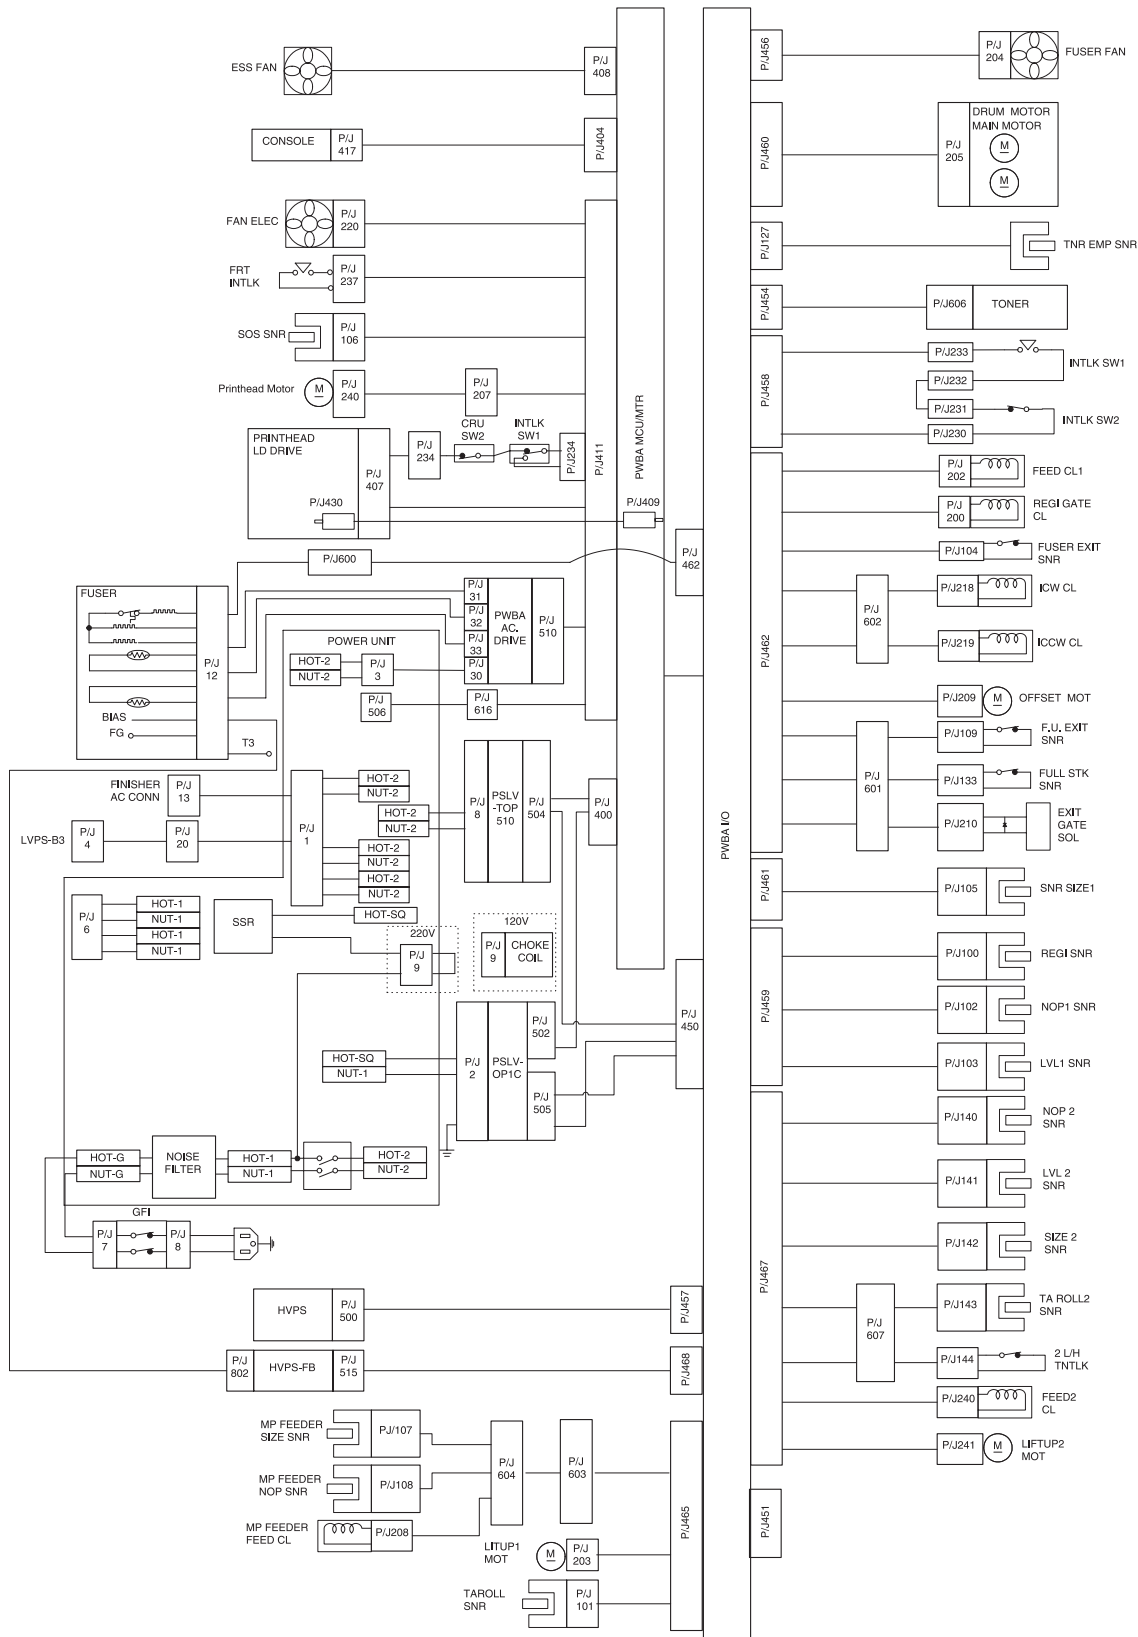 ESS FAN
P/J
408
CONSOLE
P/J
417
P/J404
FAN ELEC
P/J
220
FRT
INTLK
P/J
237
SOS SNR
P/J
106
Printhead Motor
M
P/J
240
P/J
207
PRINTHEAD
LD DRIVE
P/J
407
P/J
234
CRU
SW2
INTLK
SW1
P/J234
P/J411
P/J430
P/J409
PWBA MCU/MTR
P/J600
P/J
462
FUSER
P/J
12
BIAS
FG
T3
P/J
31
P/J
32
P/J
33
P/J
30
PWBA
AC.
DRIVE
P/J
510
POWER UNIT
HOT-2
NUT-2
P/J
3
P/J
506
P/J
616
FINISHER
AC CONN
P/J
13
LVPS-B3
P/J
4
P/J
20
P/J
1
HOT-2
NUT-2
HOT-2
NUT-2
HOT-2
NUT-2
HOT-2
NUT-2
P/J
8
PSLV
-TOP
510
P/J
504
P/J
400
P/J
6
HOT-1
NUT-1
HOT-1
NUT-1
SSR
HOT-SQ
220V
P/J
9
120V
P/J
9
CHOKE
COIL
P/J
450
HOT-SQ
NUT-1
P/J
2
PSLV-
OP1C
P/J
502
P/J
505
HOT-G
NUT-G
NOISE
FILTER
HOT-1
NUT-1
HOT-2
NUT-2
GFI
P/J
7
P/J
8
HVPS
P/J
500
P/J457
P/J
802
HVPS-FB
P/J
515
P/J468
MP FEEDER
SIZE SNR
PJ/107
MP FEEDER
NOP SNR
P/J108
MP FEEDER
FEED CL
P/J208
P/J
604
P/J
603
LITUP1
MOT
M
P/J
203
TAROLL
SNR
P/J
101
P/J465
PWBA I/O
P/J456
P/J
204
FUSER FAN
P/J460
P/J
205
DRUM MOTOR
MAIN MOTOR
M
M
P/J127
TNR EMP SNR
P/J454
P/J606
TONER
P/J458
P/J233
P/J232
P/J231
P/J230
INTLK SW1
INTLK SW2
P/J462
P/J
202
FEED CL1
P/J
200
REGI GATE
CL
P/J104
FUSER EXIT
SNR
P/J
602
P/J218
ICW CL
P/J219
ICCW CL
P/J209
M
OFFSET MOT
P/J
601
P/J109
F.U. EXIT
SNR
P/J133
FULL STK
SNR
P/J210
EXIT
GATE
SOL
P/J461
P/J105
SNR SIZE1
P/J459
P/J100
REGI SNR
P/J102
NOP1 SNR
P/J103
LVL1 SNR
P/J467
P/J140
NOP 2
SNR
P/J141
LVL 2
SNR
P/J142
SIZE 2
SNR
P/J
607
P/J143
TA ROLL2
SNR
P/J144
2 L/H
TNTLK
P/J240
FEED2
CL
P/J241
M
LIFTUP2
MOT
P/J451